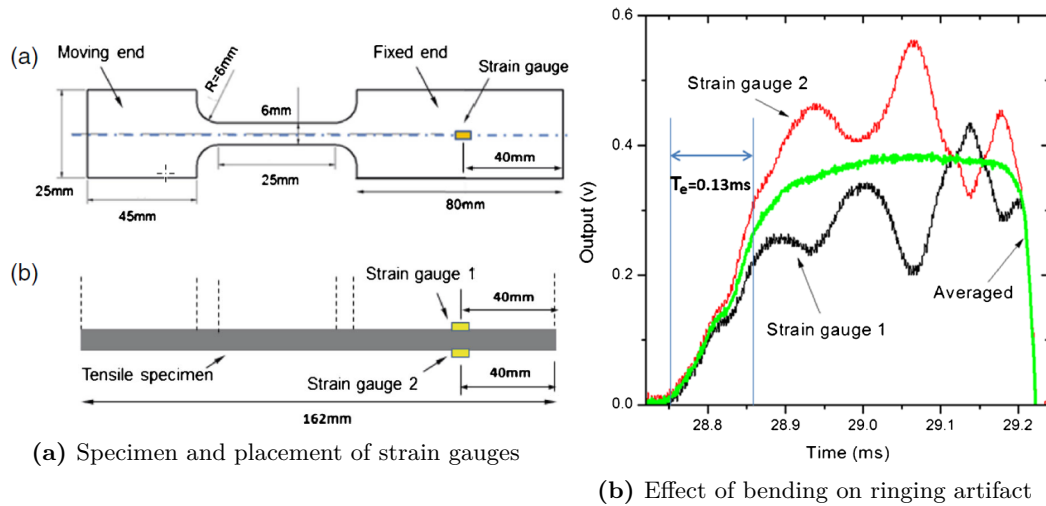 (a)
Moving end
R=6mm
Fixed end
Strain gauge
6mm
25mm
25mm
40mm
45mm
80mm
(b)
Strain gauge 1
40mm
Tensile specimen
Strain gauge 2
40mm
162mm
(a) Specimen and placement of strain gauges
0.6
0.4
0.2
0.0
Output (v)
Strain gauge 2
Te=0.13ms
Strain gauge 1
Averaged
28.8 28.9 29.0 29.1 29.2
Time (ms)
(b) Effect of bending on ringing artifact